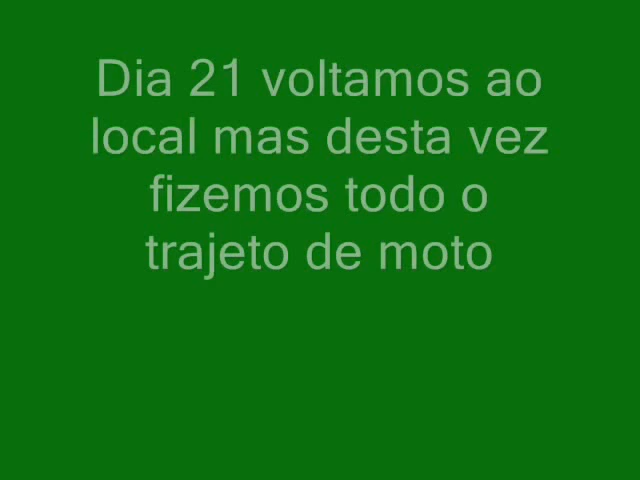 Dia 21 voltamos ao
local mas desta vez
fizemos todo o
trajeto de moto